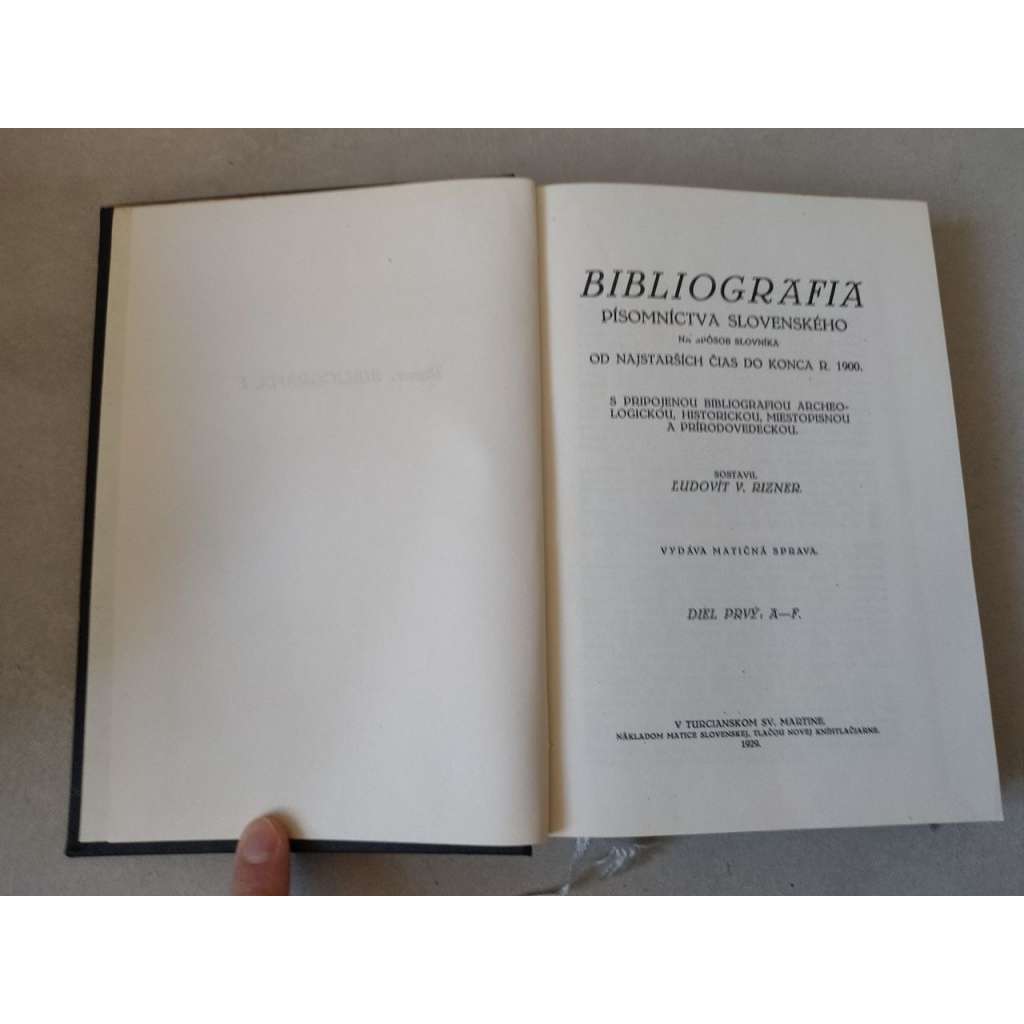 BIBLIOGRAFIA
PÍSOMNÍCTVA SLOVENSKÉHO
NA SPÔSOB SLOVNÍKA
OD NAJSTARŠÍCH ČIAS DO KONCA R. 1900.
S PRIPOJENOU BIBLIOGRAFIOU ARCHEO-
LOGICKOU, HISTORICKOU, MIESTOPISNOU
A PRÍRODOVEDECKOU.
SOSTAVIL
ĽUDOVÍT V. RIZNER.
VYDÁVA MATIČNÁ SPRAVA.
DIEL PRVÝ: A—F.
V TURČIANSKOM SV. MARTINE.
NÁKLADOM MATICE SLOVENSKEJ, TLAČOU NOVEJ KNÍHTLAČIARNE.
1929.